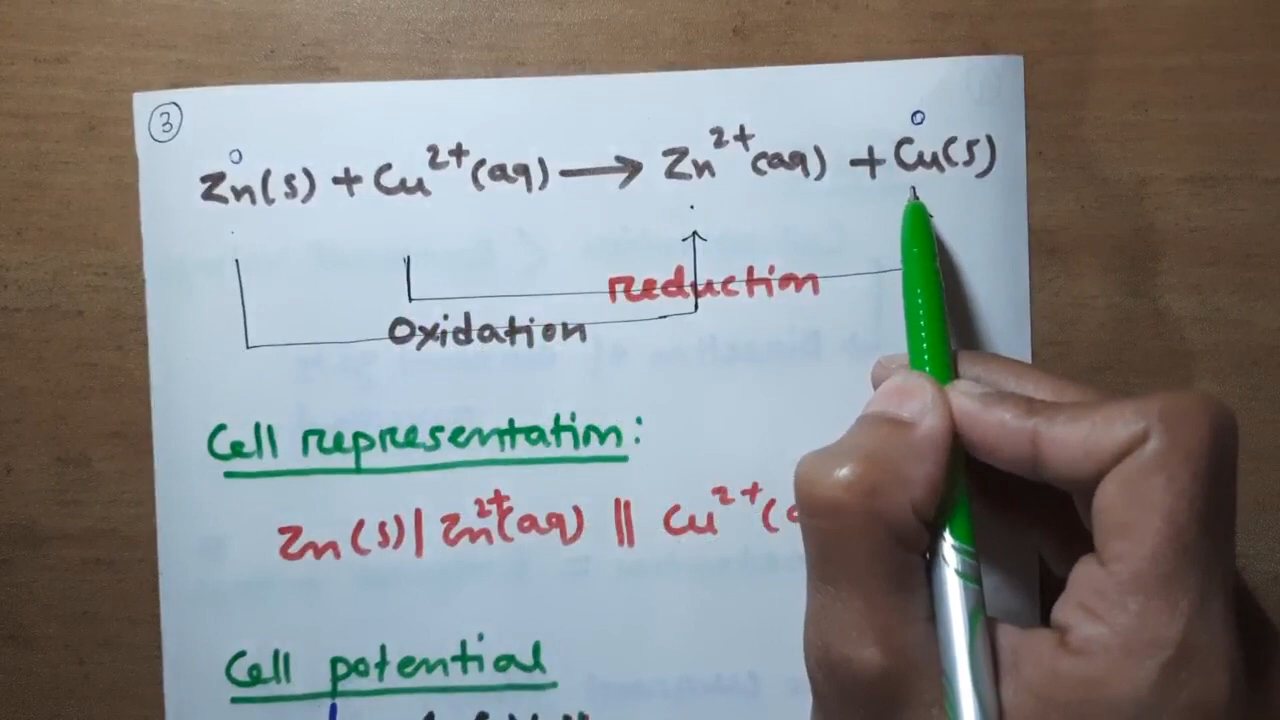 3
o o
Zn(s) + Cu2+(aq) → Zn2+(aq) + Cu(s)
Reduction
Oxidation
Cell representation:
Zn(s) | Zn2+(aq) || Cu2+(
Cell potential